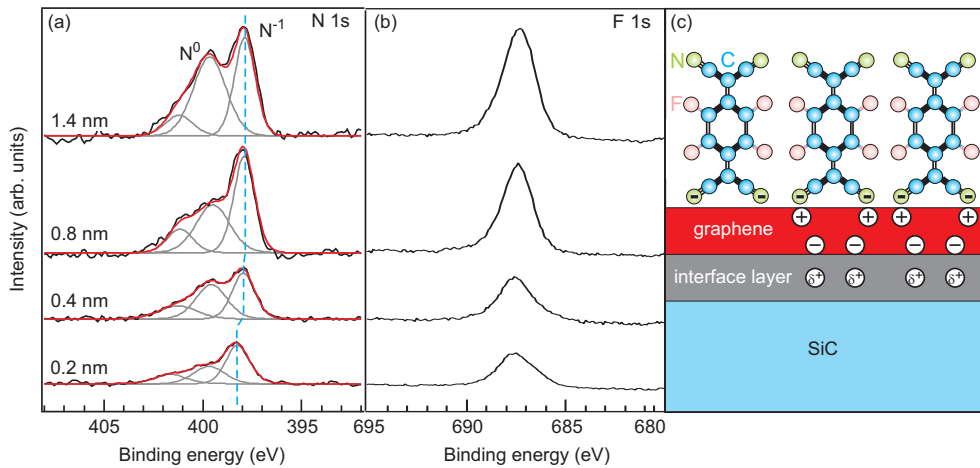 (a)
N 1s
N⁰
N⁻¹
1.4 nm
0.8 nm
0.4 nm
0.2 nm
Intensity (arb. units)
405
400
395
Binding energy (eV)
(b)
F 1s
695
690
685
680
Binding energy (eV)
(c)
N
C
F
graphene
interface layer
δ⁺ δ⁺ δ⁺ δ⁺
SiC